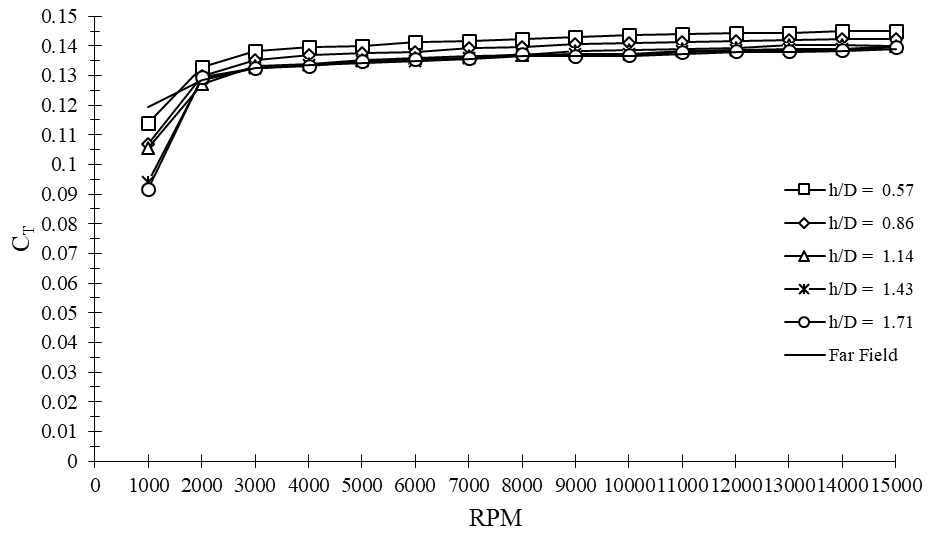 0.15
0.14
0.13
0.12
0.11
0.1
0.09
0.08
0.07
0.06
0.05
0.04
0.03
0.02
0.01
0
C_T
h/D = 0.57
h/D = 0.86
h/D = 1.14
h/D = 1.43
h/D = 1.71
Far Field
0 1000 2000 3000 4000 5000 6000 7000 8000 9000 10000 11000 12000 13000 14000 15000
RPM